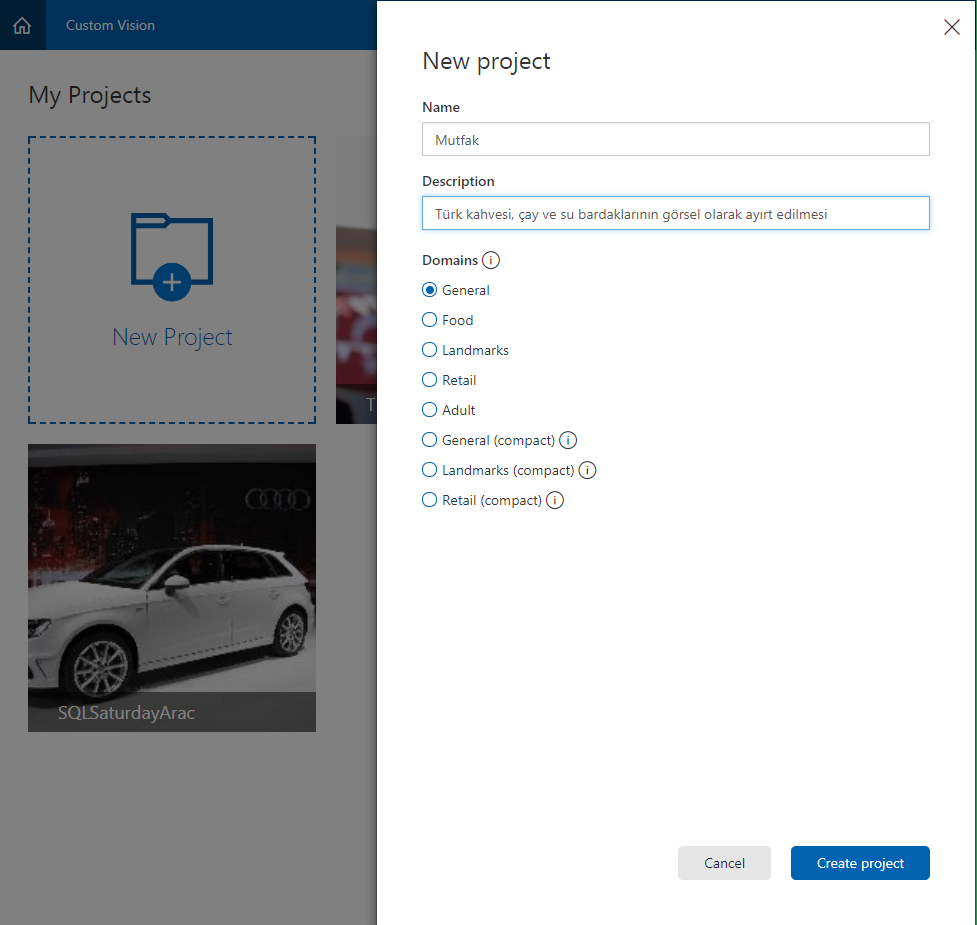 Custom Vision
My Projects
New Project
T
SQLSaturdayArac
New project
Name
Mutfak
Description
Türk kahvesi, çay ve su bardaklarının görsel olarak ayırt edilmesi
Domains
General
Food
Landmarks
Retail
Adult
General (compact)
Landmarks (compact)
Retail (compact)
Cancel
Create project